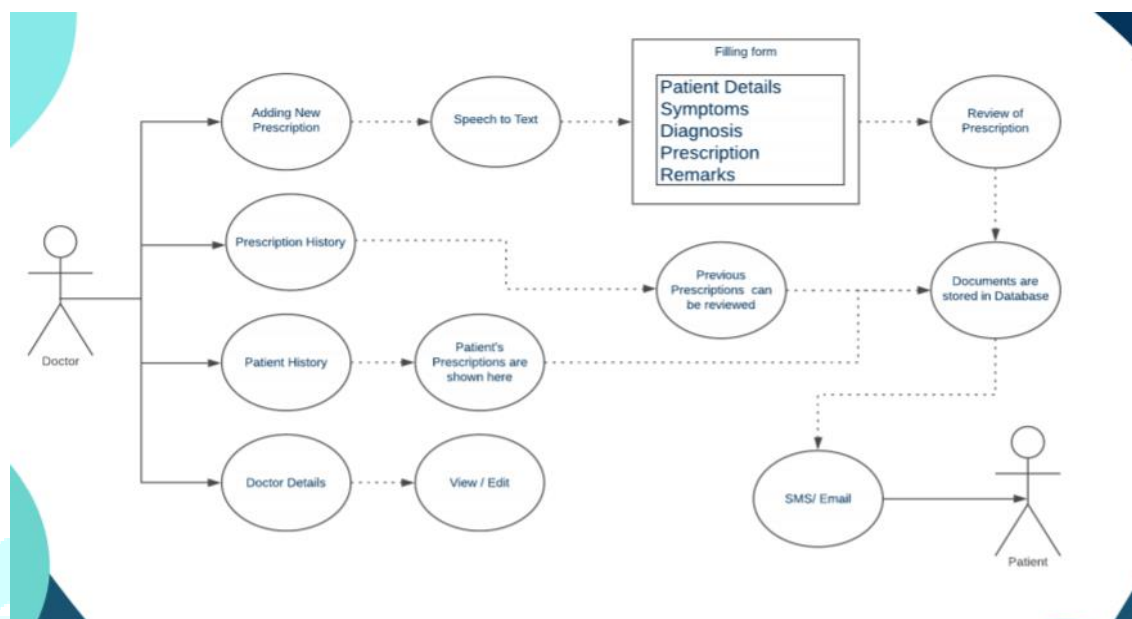 Filling form
Patient Details
Symptoms
Diagnosis
Prescription
Remarks
Adding New
Prescription
Speech to Text
Review of
Prescription
Prescription History
Previous
Prescriptions can
be reviewed
Documents are
stored in Database
Doctor
Patient History
Patient's
Prescriptions are
shown here
Doctor Details
View / Edit
SMS/ Email
Patient